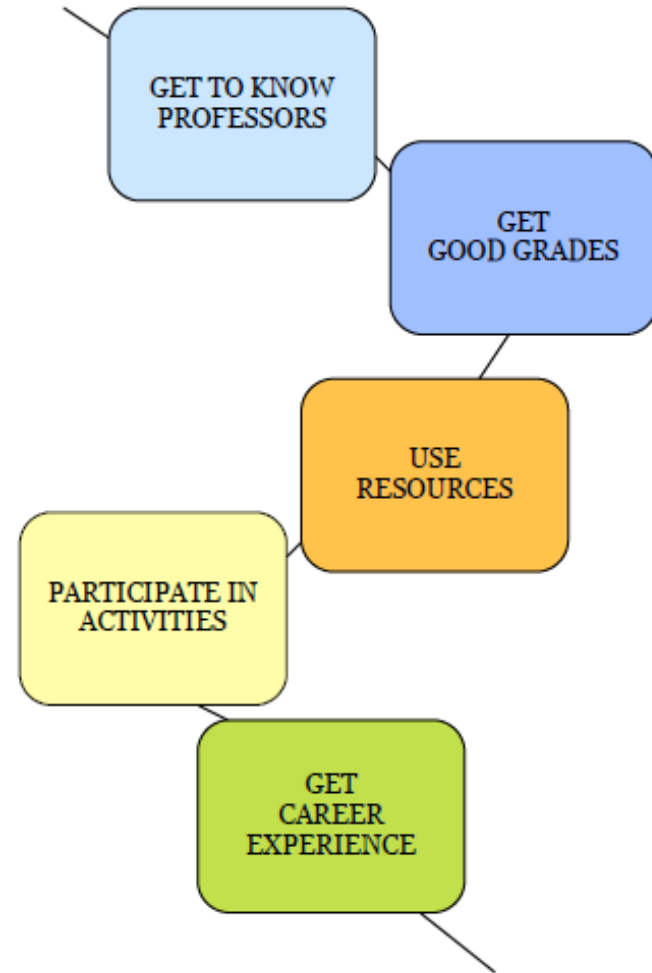 GET TO KNOW
PROFESSORS
GET
GOOD GRADES
USE
RESOURCES
PARTICIPATE IN
ACTIVITIES
GET
CAREER
EXPERIENCE